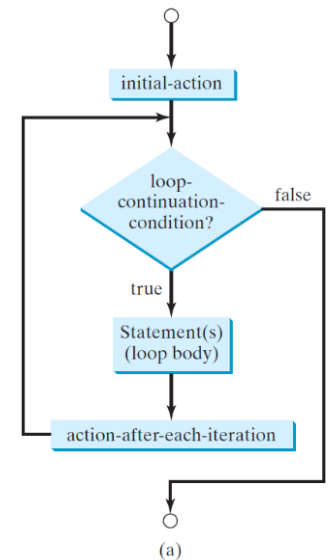 initial-action
loop-
continuation-
condition?
false
true
Statement(s)
(loop body)
action-after-each-iteration
(a)